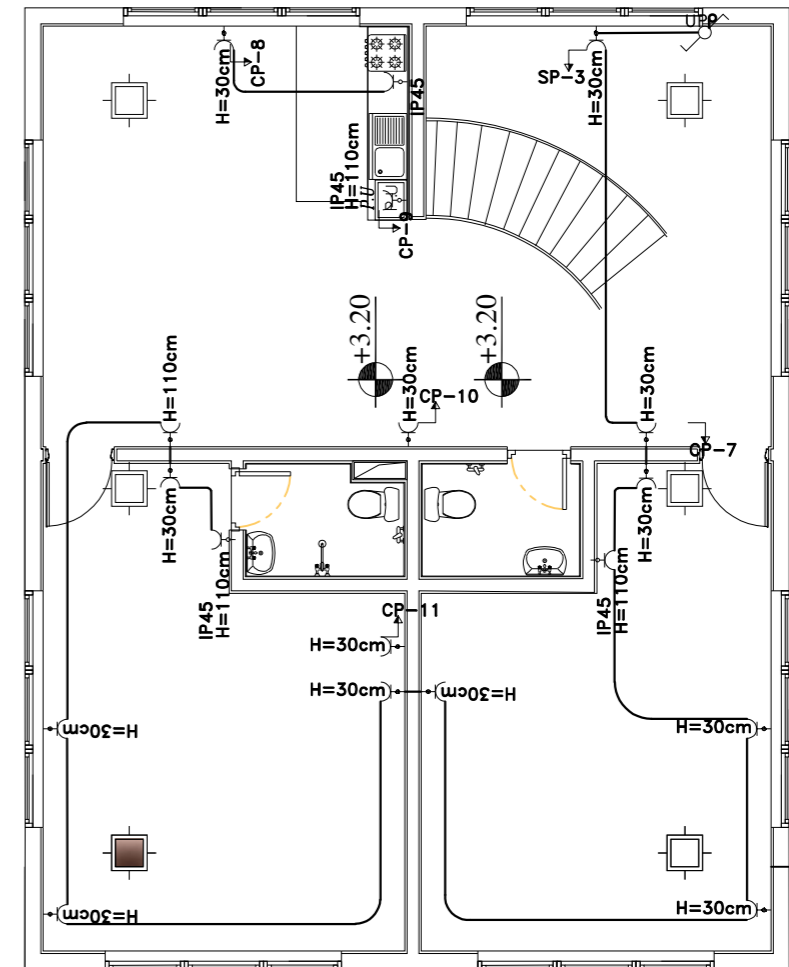 UPP
CP-8
H=30cm
IP45
SP-3
H=30cm
IP45
H=110cm
P.U
P.U
CP-9
+3.20
+3.20
H=110cm
H=30cm
CP-10
H=30cm
CP-7
H=30cm
H=30cm
IP45
H=110cm
IP45
H=110cm
CP-11
H=30cm
H=30cm
H=30cm
H=30cm
H=30cm
H=30cm
H=30cm